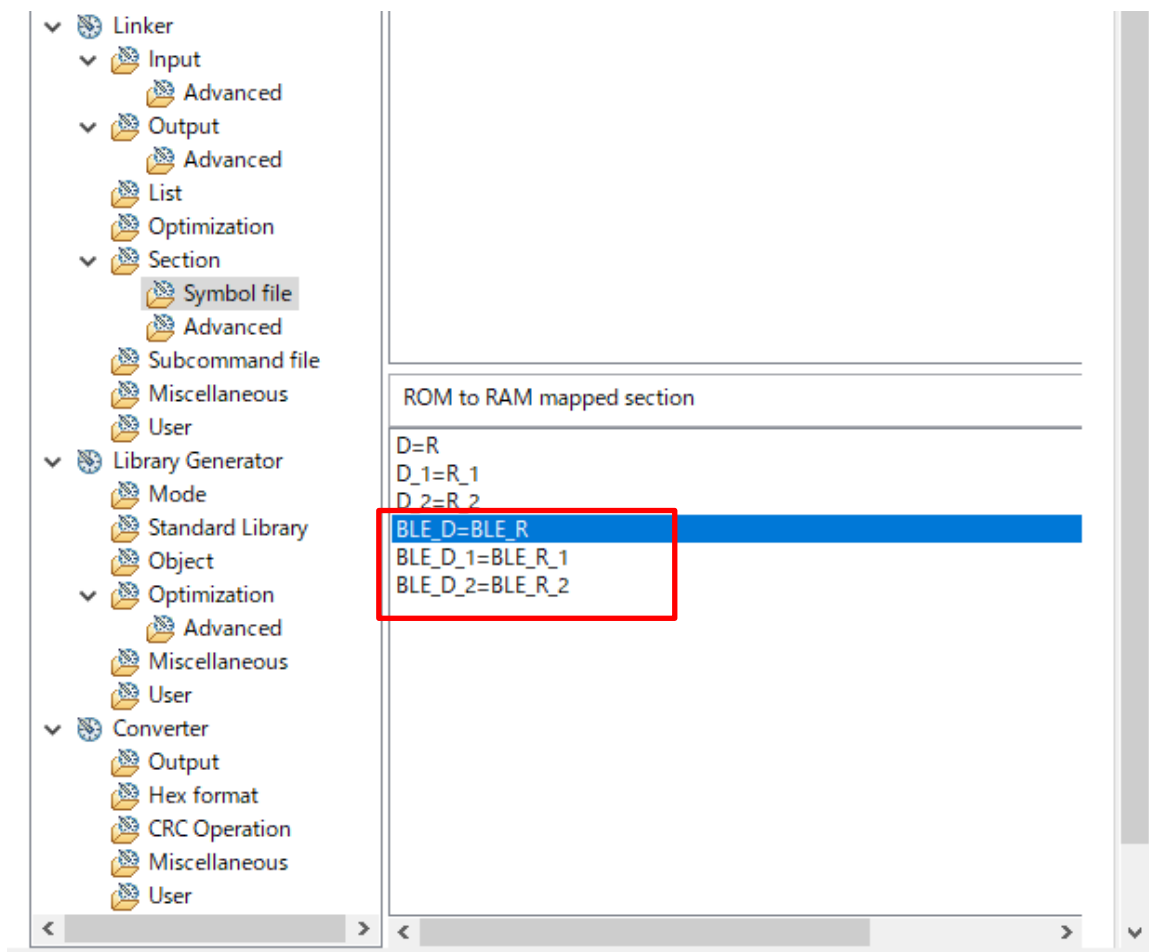 Linker
Input
Advanced
Output
Advanced
List
Optimization
Section
Symbol file
Advanced
Subcommand file
Miscellaneous
User
Library Generator
Mode
Standard Library
Object
Optimization
Advanced
Miscellaneous
User
Converter
Output
Hex format
CRC Operation
Miscellaneous
User
ROM to RAM mapped section
D=R
D_1=R_1
D_2=R_2
BLE_D=BLE_R
BLE_D_1=BLE_R_1
BLE_D_2=BLE_R_2